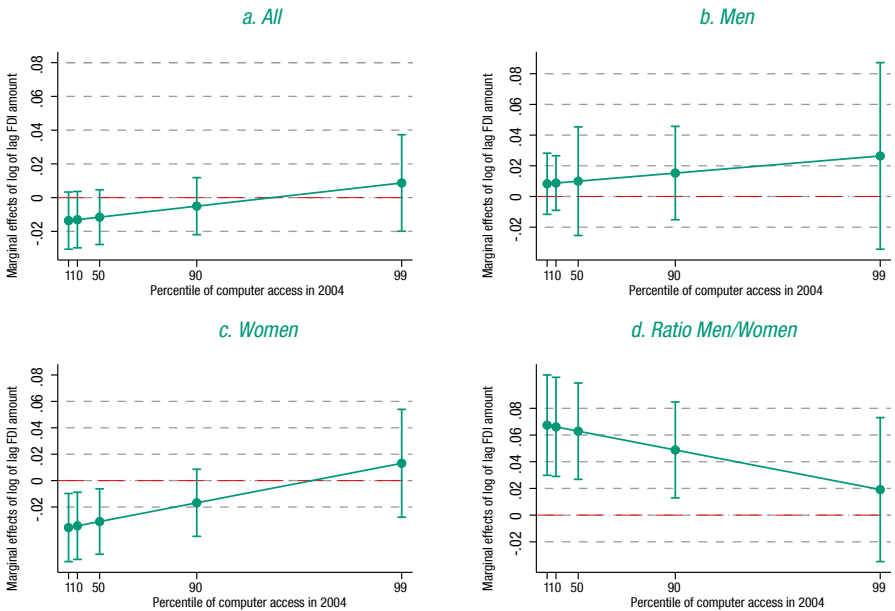 a. All
Marginal effects of log of lag FDI amount
.08
.06
.04
.02
0
-.02
110 50 90 99
Percentile of computer access in 2004
b. Men
Marginal effects of log of lag FDI amount
.08
.06
.04
.02
0
-.02
110 50 90 99
Percentile of computer access in 2004
c. Women
Marginal effects of log of lag FDI amount
.08
.06
.04
.02
0
-.02
110 50 90 99
Percentile of computer access in 2004
d. Ratio Men/Women
Marginal effects of log of lag FDI amount
.08
.06
.04
.02
0
-.02
110 50 90 99
Percentile of computer access in 2004